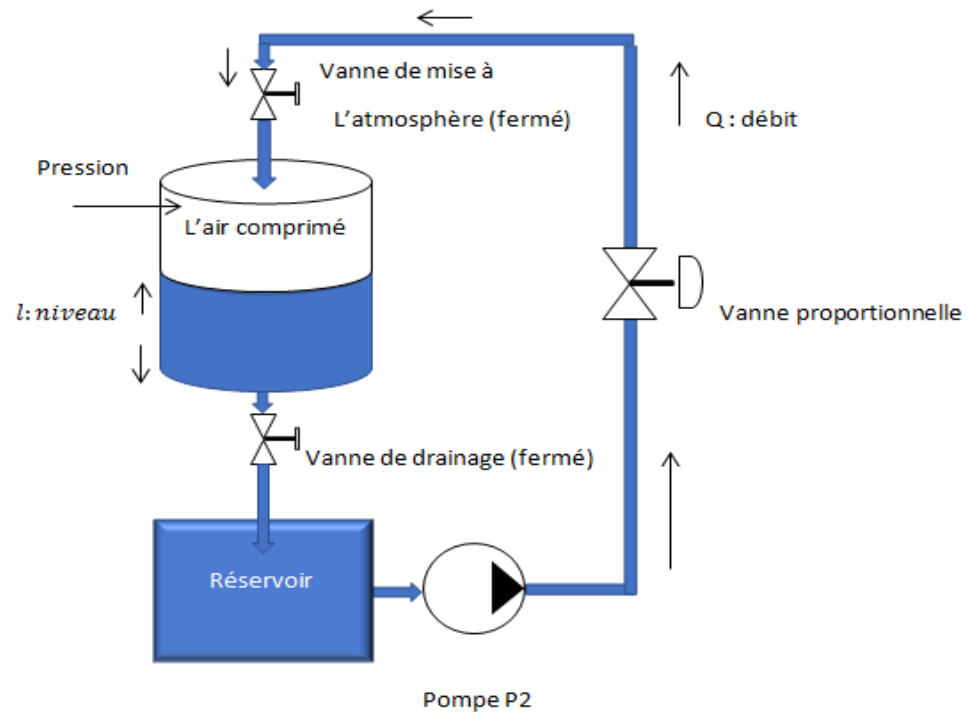 Vanne de mise à
L’atmosphère (fermé)
Q : débit
Pression
L’air comprimé
l: niveau
Vanne proportionnelle
Vanne de drainage (fermé)
Réservoir
Pompe P2